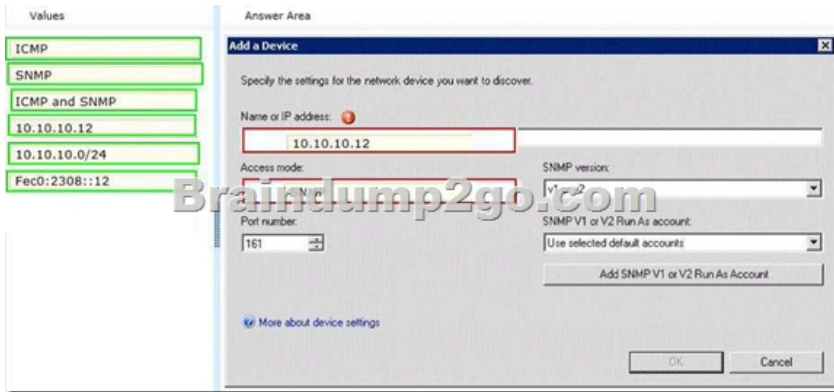 Values
Answer Area
ICMP
SNMP
ICMP and SNMP
10.10.10.12
10.10.10.0/24
Fec0:2308::12
Add a Device
Specify the settings for the network device you want to discover.
Name or IP address:
10.10.10.12
Access mode:
SNMP version:
Braindump2go.com
Port number:
161
SNMP V1 or V2 Run As account:
Use selected default accounts
Add SNMP V1 or V2 Run As Account
More about device settings
OK
Cancel